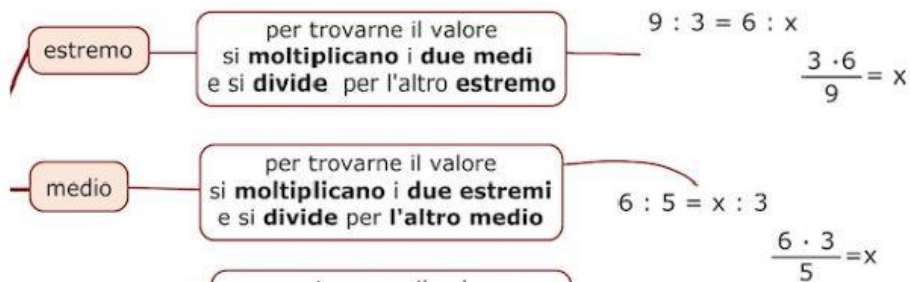 estremo
per trovarne il valore
si moltiplicano i due medi
e si divide per l'altro estremo
9 : 3 = 6 : x
3 ·6
9
= x
medio
per trovarne il valore
si moltiplicano i due estremi
e si divide per l'altro medio
6 : 5 = x : 3
6 · 3
5
=x